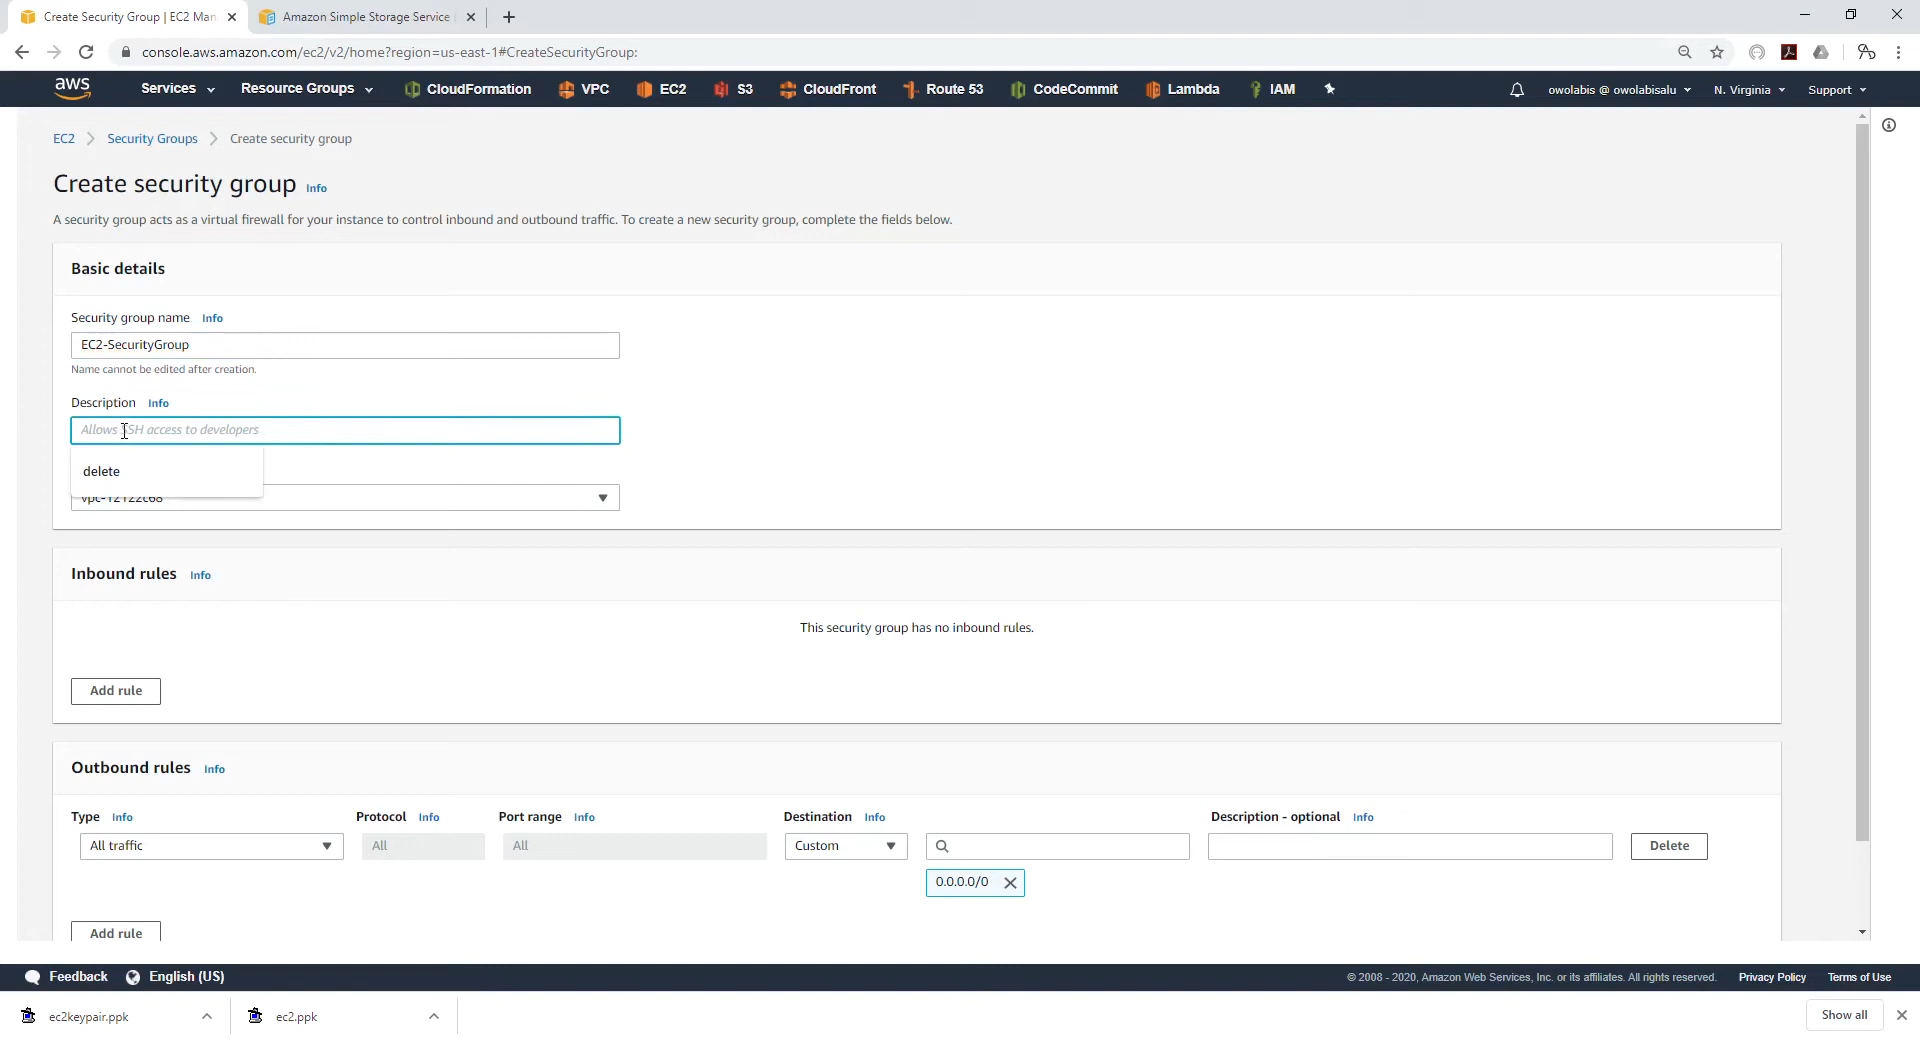 Create Security Group | EC2 Man
Amazon Simple Storage Service
console.aws.amazon.com/ec2/v2/home?region=us-east-1#CreateSecurityGroup:
aws
Services
Resource Groups
CloudFormation
VPC
EC2
S3
CloudFront
Route 53
CodeCommit
Lambda
IAM
owolabis @ owolabisalu
N. Virginia
Support
EC2
Security Groups
Create security group
Create security group Info
A security group acts as a virtual firewall for your instance to control inbound and outbound traffic. To create a new security group, complete the fields below.
Basic details
Security group name Info
EC2-SecurityGroup
Name cannot be edited after creation.
Description Info
Allows SSH access to developers
delete
vpc-f2122c68
Inbound rules Info
This security group has no inbound rules.
Add rule
Outbound rules Info
Type Info
Protocol Info
Port range Info
Destination Info
Description - optional Info
All traffic
All
All
Custom
Delete
0.0.0.0/0
Add rule
Feedback
English (US)
© 2008 - 2020, Amazon Web Services, Inc. or its affiliates. All rights reserved.
Privacy Policy
Terms of Use
ec2keypair.ppk
ec2.ppk
Show all